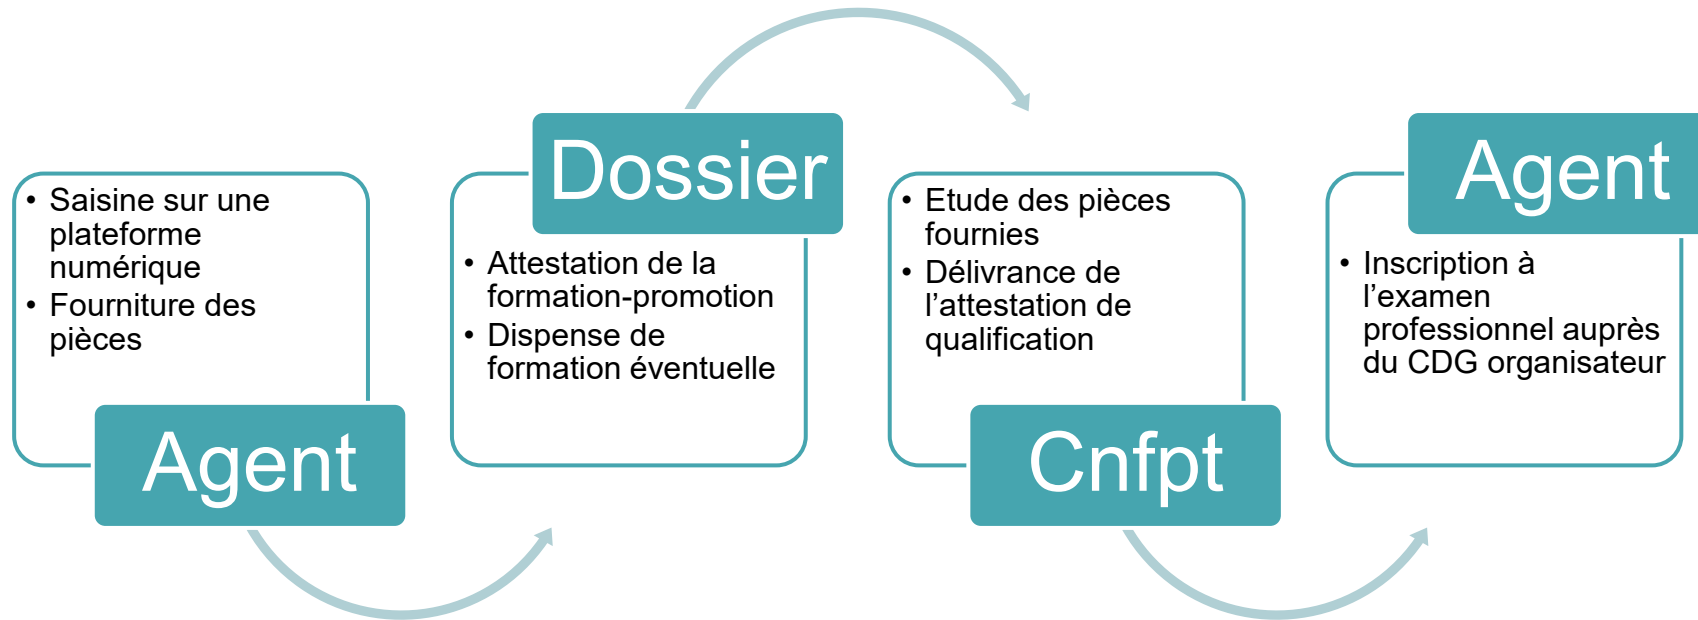 • Saisine sur une
plateforme
numérique
• Fourniture des
pièces
Agent
Dossier
• Attestation de la
formation-promotion
• Dispense de
formation éventuelle
• Etude des pièces
fournies
• Délivrance de
l’attestation de
qualification
Cnfpt
Agent
• Inscription à
l’examen
professionnel auprès
du CDG organisateur